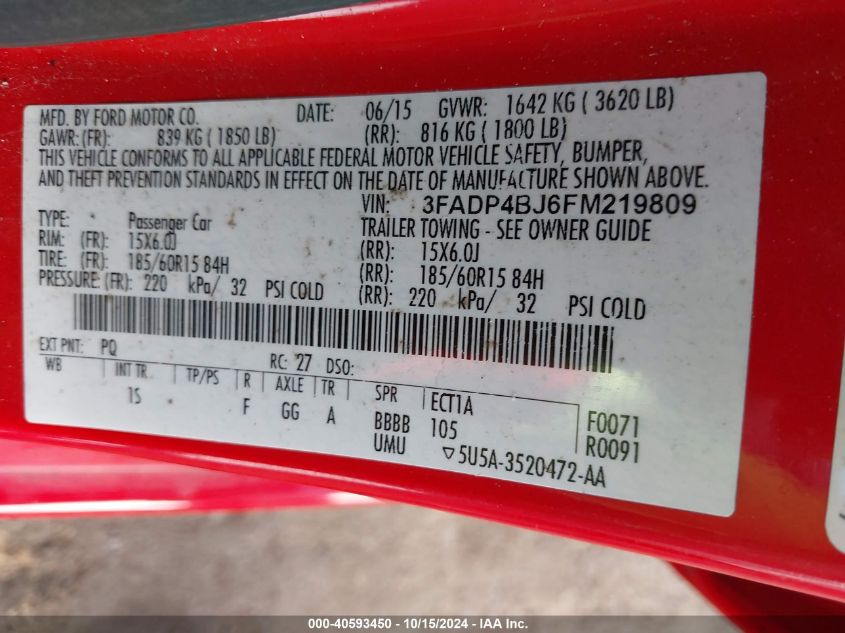 MFD. BY FORD MOTOR CO. DATE: 06/15 GVWR: 1642 KG ( 3620 LB)
GAWR: (FR): 839 KG ( 1850 LB) (RR): 816 KG ( 1800 LB)
THIS VEHICLE CONFORMS TO ALL APPLICABLE FEDERAL MOTOR VEHICLE SAFETY, BUMPER,
AND THEFT PREVENTION STANDARDS IN EFFECT ON THE DATE OF MANUFACTURE SHOWN ABOVE.
VIN: 3FADP4BJ6FM219809
TYPE: Passenger Car TRAILER TOWING - SEE OWNER GUIDE
RIM: (FR): 15X6.0J (RR): 15X6.0J
TIRE: (FR): 185/60R15 84H (RR): 185/60R15 84H
PRESSURE: (FR): 220 kPa/ 32 PSI COLD (RR): 220 kPa/ 32 PSI COLD
EXT PNT: PQ RC: 27 DSO:
WB INT TR TP/PS R AXLE TR SPR ECT1A
1S F GG A BBBB 105 F0071
UMU ▽5U5A-3520472-AA R0091
000-40593450 - 10/15/2024 - IAA Inc.